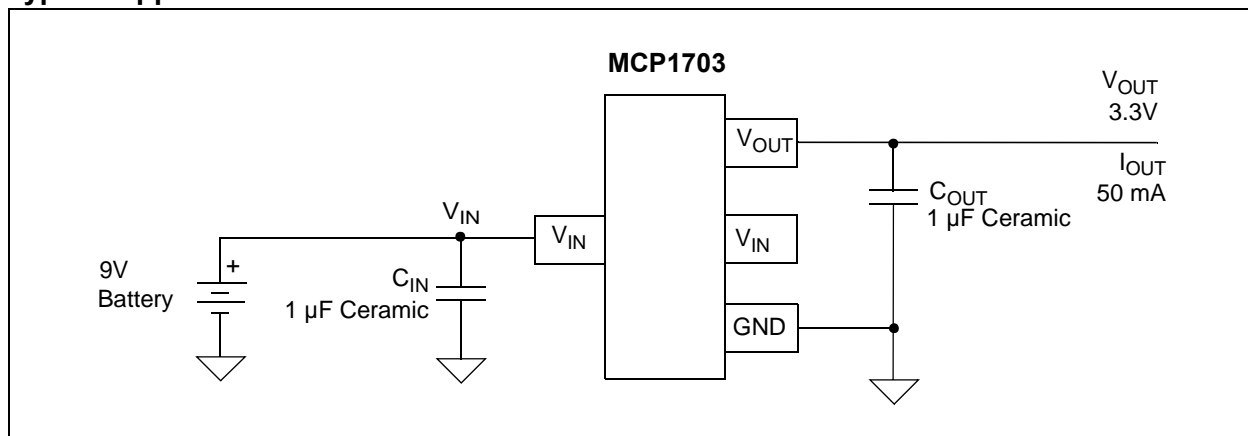 MCP1703
VOUT
3.3V
VOUT
IOUT
50 mA
COUT
1 µF Ceramic
VIN
VIN
VIN
9V
Battery
+
CIN
1 µF Ceramic
GND